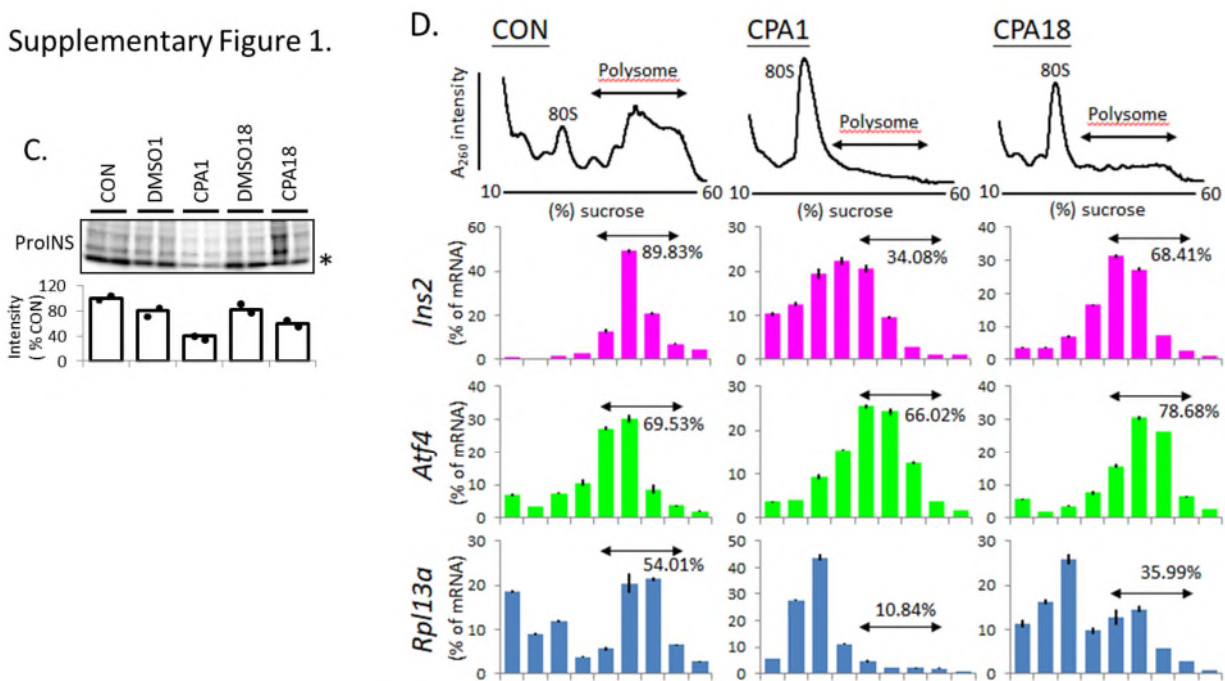 Supplementary Figure 1.
C.
CON
DMSO1
CPA1
DMSO18
CPA18
ProINS
*
Intensity
( % CON)
120
80
40
0
D.
CON
CPA1
CPA18
A260 intensity
80S
Polysome
80S
Polysome
80S
Polysome
10
60
10
60
10
60
(%) sucrose
(%) sucrose
(%) sucrose
Ins2
(% of mRNA)
60
40
20
0
89.83%
30
20
10
0
34.08%
40
30
20
10
0
68.41%
Atf4
(% of mRNA)
40
30
20
10
0
69.53%
30
20
10
0
66.02%
40
30
20
10
0
78.68%
Rpl13a
(% of mRNA)
30
20
10
0
54.01%
50
40
30
20
10
0
10.84%
30
20
10
0
35.99%